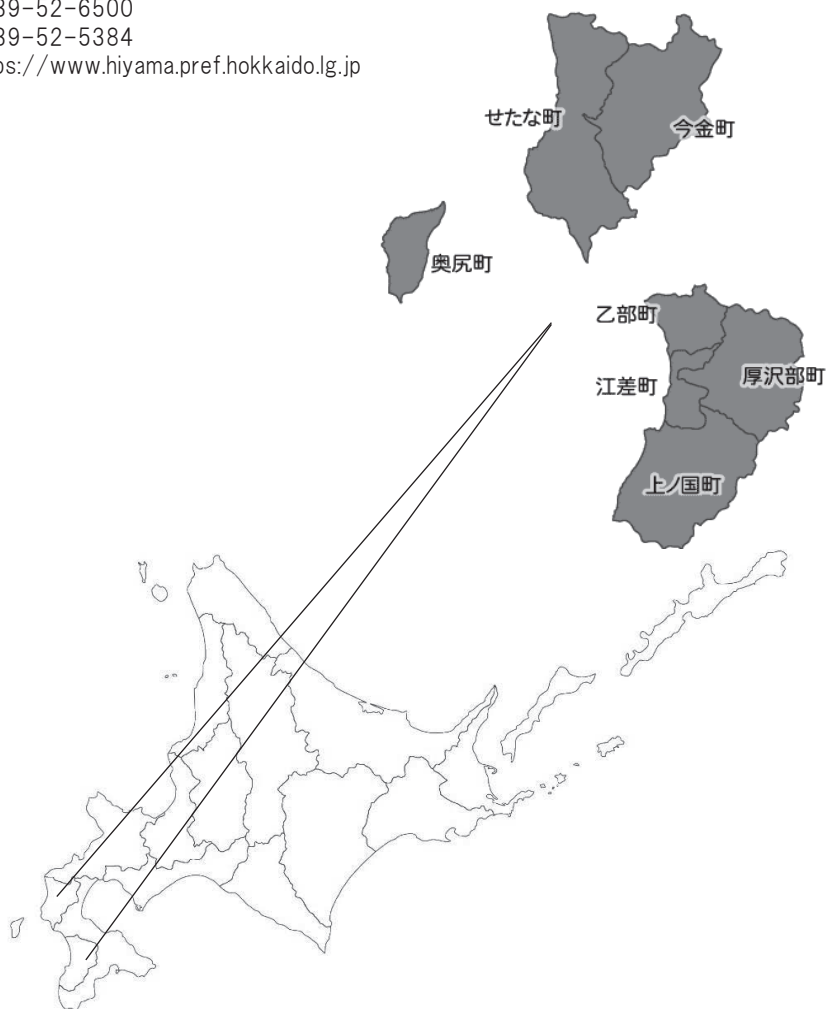 39-52-6500
39-52-5384
ps://www.hiyama.pref.hokkaido.lg.jp
せたな町
今金町
奥尻町
乙部町
江差町
厚沢部町
上ノ国町